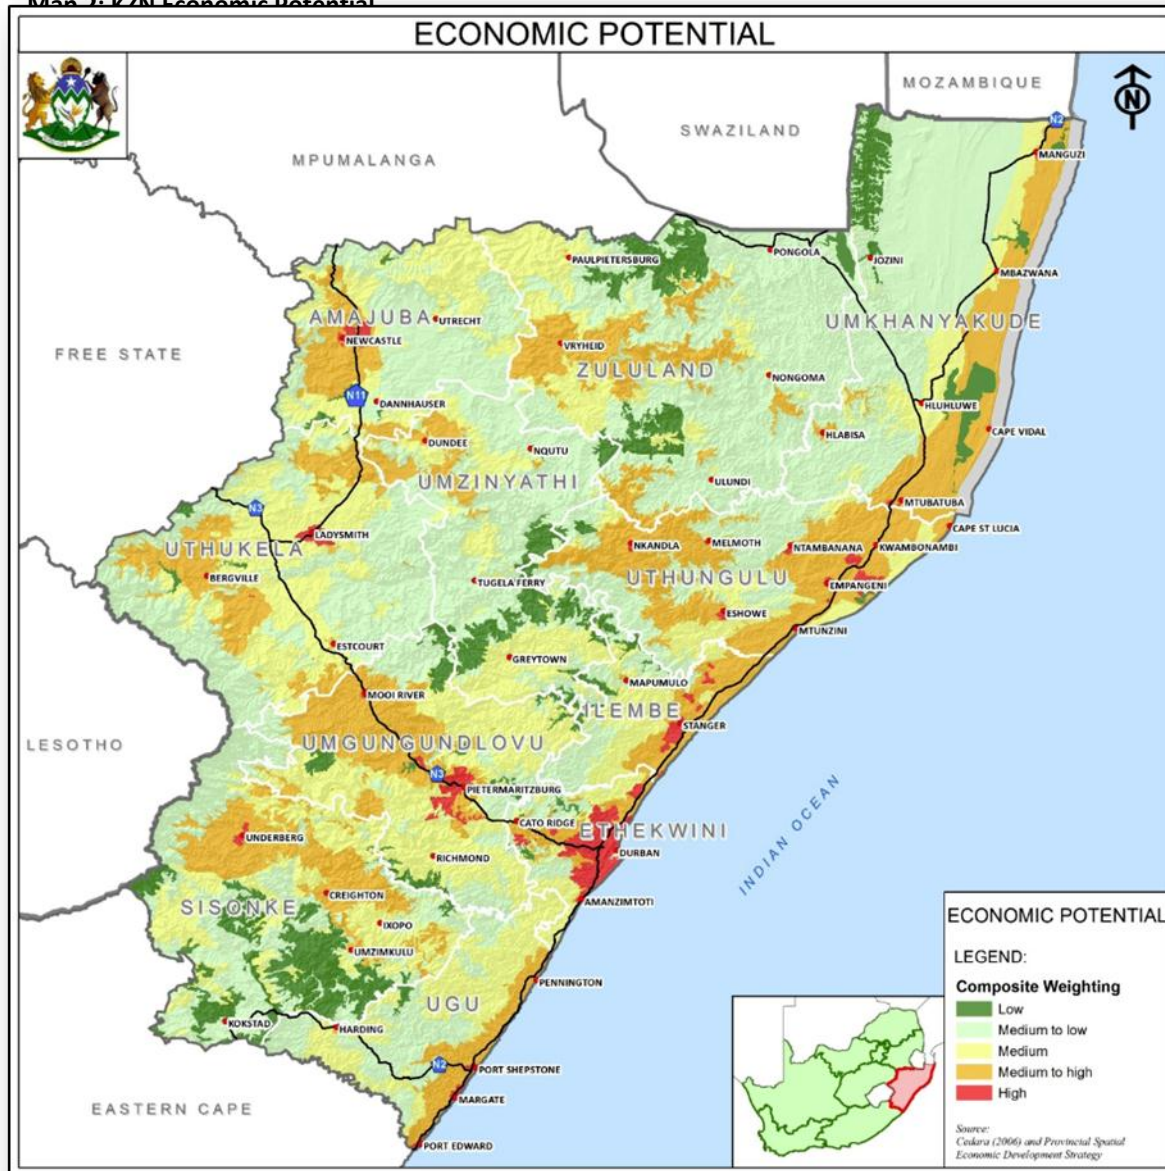 Map 2: KZN Economic Potential
ECONOMIC POTENTIAL
MOZAMBIQUE
N
SWAZILAND
MPUMALANGA
N2
MANGUZI
PAULPIETERSBURG
PONGOLA
JOZINI
MBAZWANA
AMAJUBA
UTRECHT
UMKHANYAKUDE
NEWCASTLE
VRYHEID
FREE STATE
ZULULAND
NONGOMA
N11
DANNHAUSER
HLUHLUWE
DUNDEE
HLABISA
CAPE VIDAL
NQUTU
UMZINYATHI
ULUNDI
N3
MTUBATUBA
CAPE ST LUCIA
LADYSMITH
UTHUKELA
NKANDLA
MELMOTH
NTAMBANANA
KWAMBONAMBI
BERGVILLE
TUGELA FERRY
UTHUNGULU
EMPANGENI
ESHOWE
MTUNZINI
ESTCOURT
GREYTOWN
MAPUMULO
MOOI RIVER
ILEMBE
STANGER
LESOTHO
UMGUNGUNDLOVU
N3
PIETERMARITZBURG
CATO RIDGE
ETHEKWINI
UNDERBERG
DURBAN
RICHMOND
INDIAN OCEAN
CREIGHTON
AMANZIMTOTI
SISONKE
IXOPO
UMZIMKULU
PENNINGTON
UGU
KOKSTAD
HARDING
N2
PORT SHEPSTONE
MARGATE
EASTERN CAPE
PORT EDWARD
ECONOMIC POTENTIAL
LEGEND:
Composite Weighting
Low
Medium to low
Medium
Medium to high
High
Source:
Cedara (2006) and Provincial Spatial
Economic Development Strategy